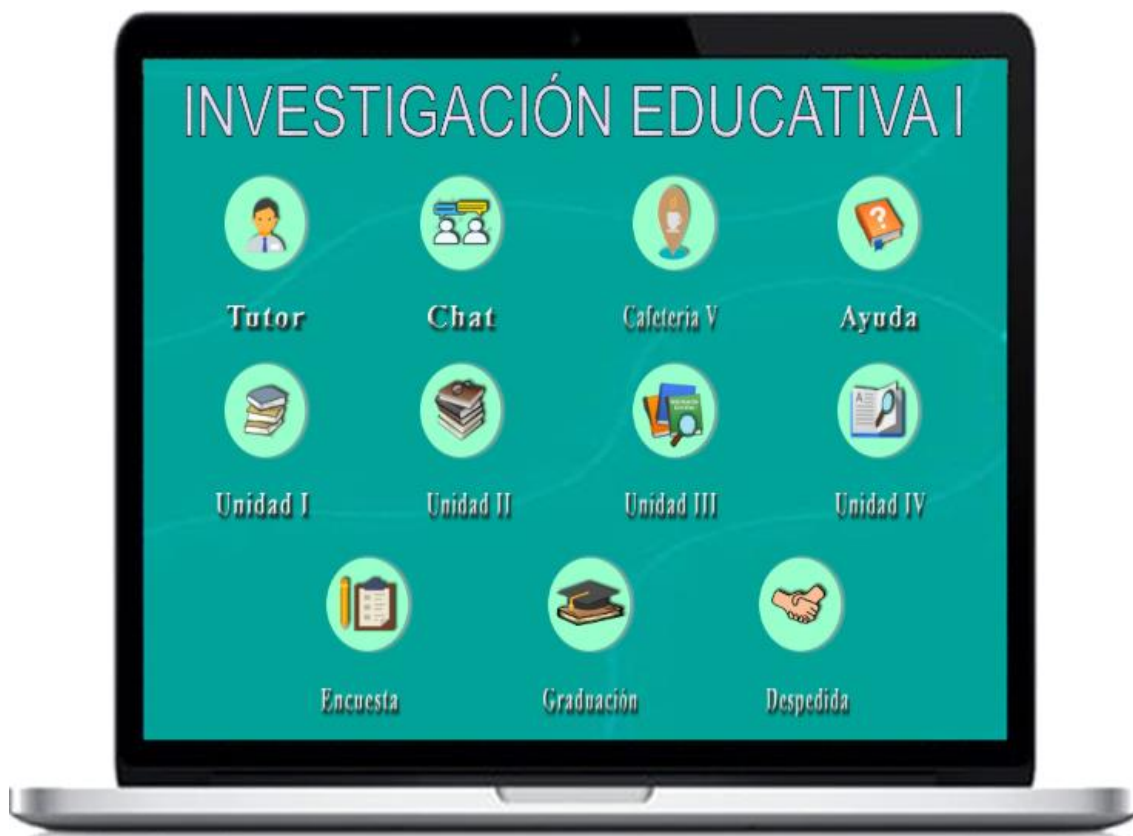 INVESTIGACIÓN EDUCATIVA I
Tutor
Chat
Cafeteria V
Ayuda
Unidad I
Unidad II
Unidad III
Unidad IV
Encuesta
Graduación
Despedida